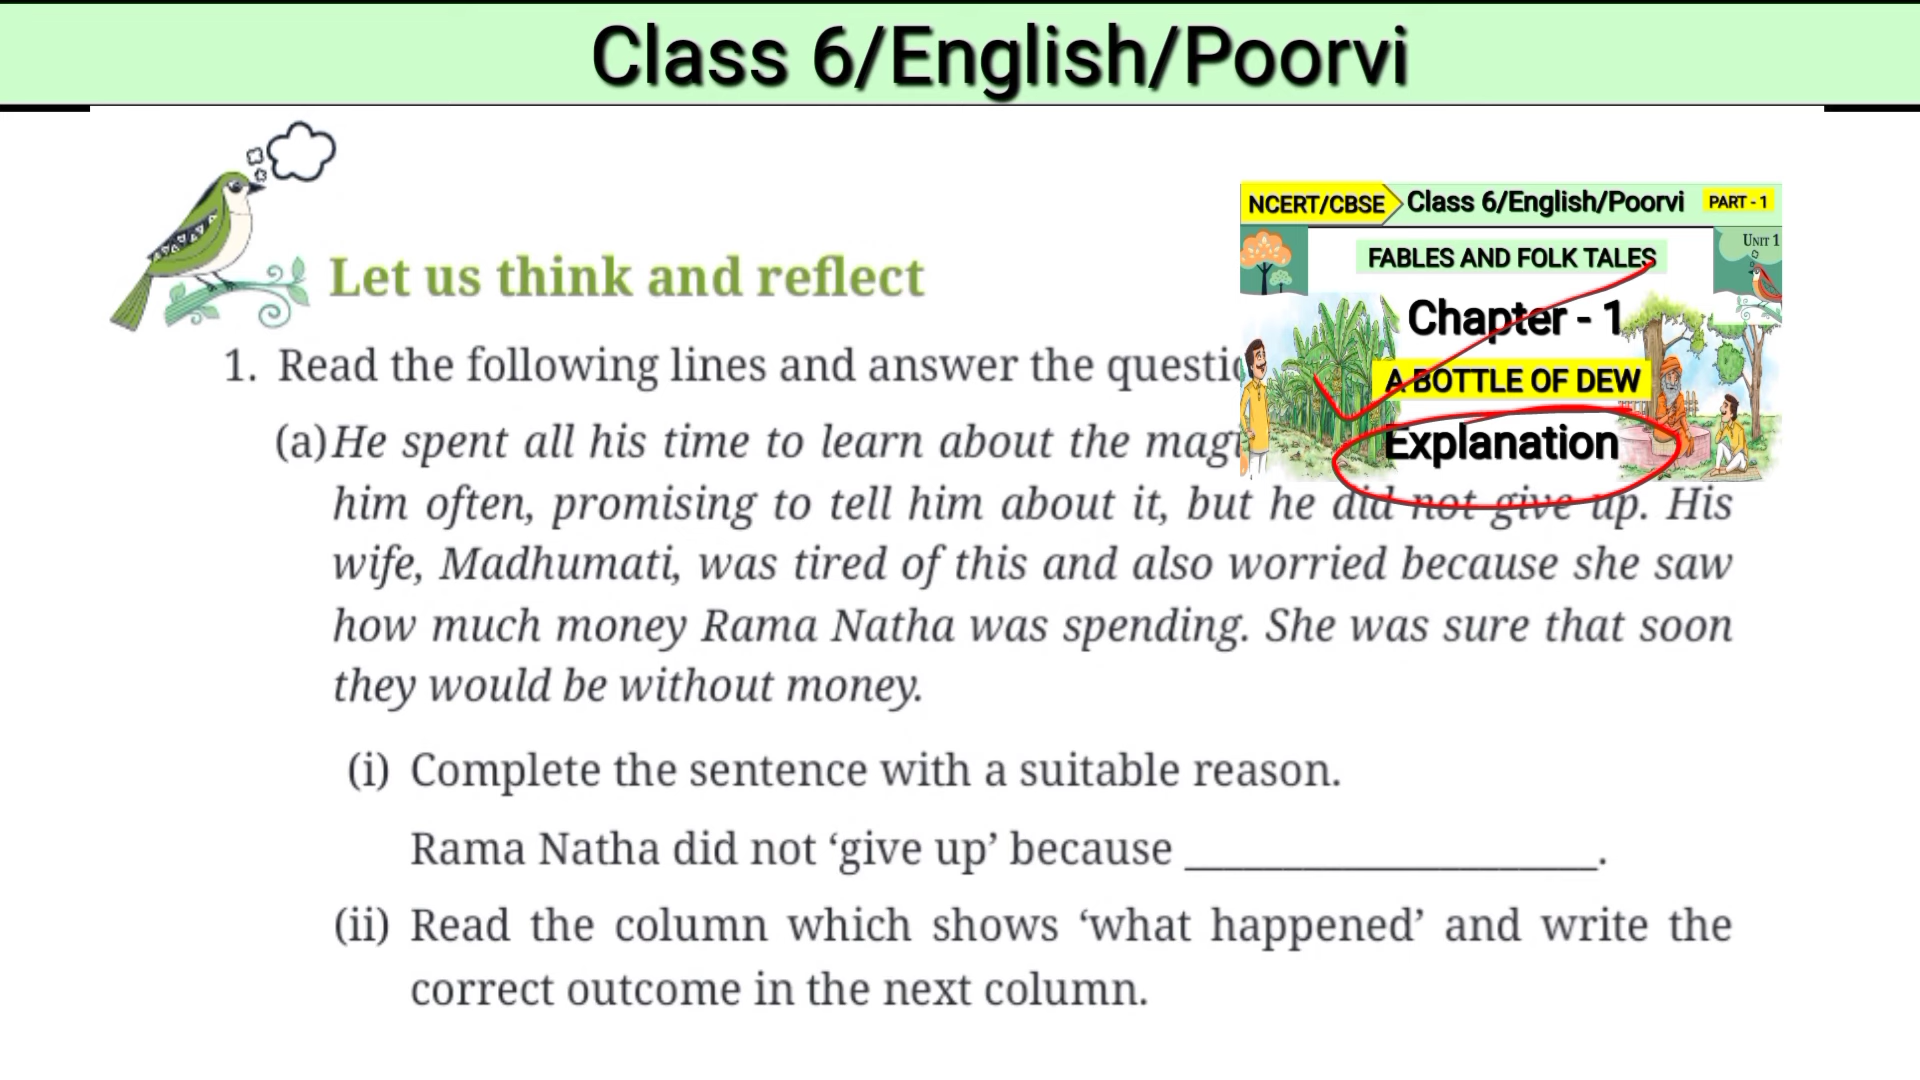 Class 6/English/Poorvi
NCERT/CBSE
Class 6/English/Poorvi
PART - 1
UNIT 1
FABLES AND FOLK TALES
Chapter - 1
A BOTTLE OF DEW
Explanation
Let us think and reflect
1. Read the following lines and answer the
(a) He spent all his time to learn about the
him often, promising to tell him about it, but he did not give up. His
wife, Madhumati, was tired of this and also worried because she saw
how much money Rama Natha was spending. She was sure that soon
they would be without money.
(i) Complete the sentence with a suitable reason.
Rama Natha did not ‘give up’ because ____________________.
(ii) Read the column which shows ‘what happened’ and write the
correct outcome in the next column.